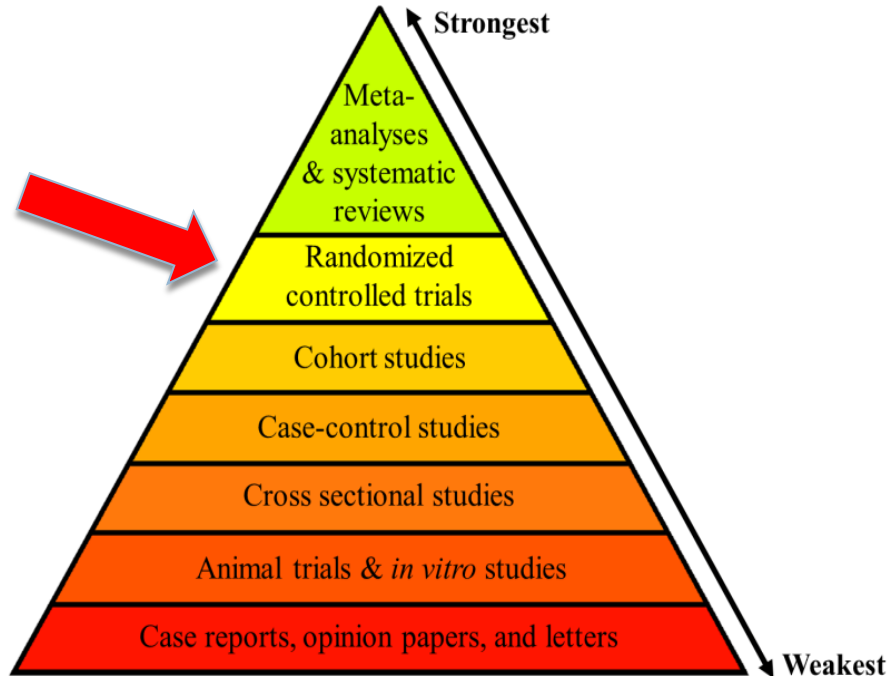 Strongest
Meta-
analyses
& systematic
reviews
Randomized
controlled trials
Cohort studies
Case-control studies
Cross sectional studies
Animal trials & in vitro studies
Case reports, opinion papers, and letters
Weakest